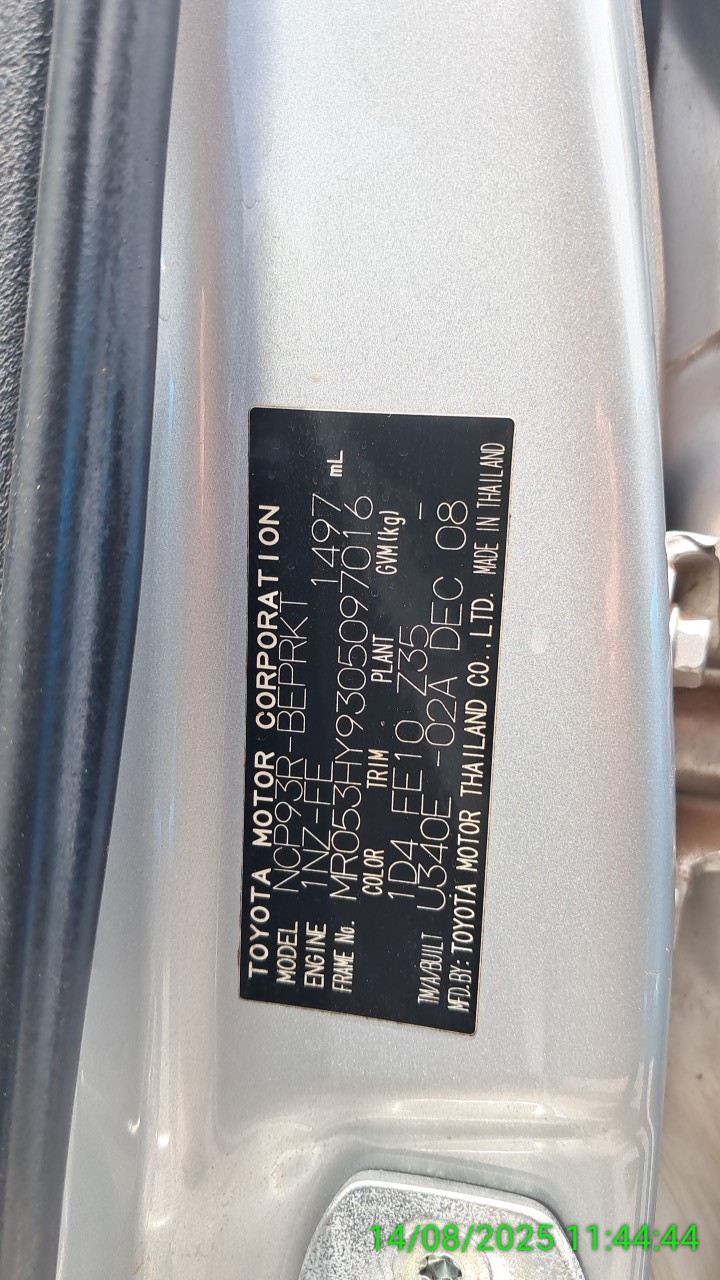 TOYOTA MOTOR CORPORATION
MODEL NCP93R-BEPRKT
ENGINE 1NZ-FE 1497 mL
FRAME No. MR053HY9305097016
COLOR TRIM PLANT GVM(kg)
1D4 FE10 Z35 -
TM/A/BUILT U340E -02A DEC 08
MFD.BY: TOYOTA MOTOR THAILAND CO.,LTD. MADE IN THAILAND
14/08/2025 11:44:44